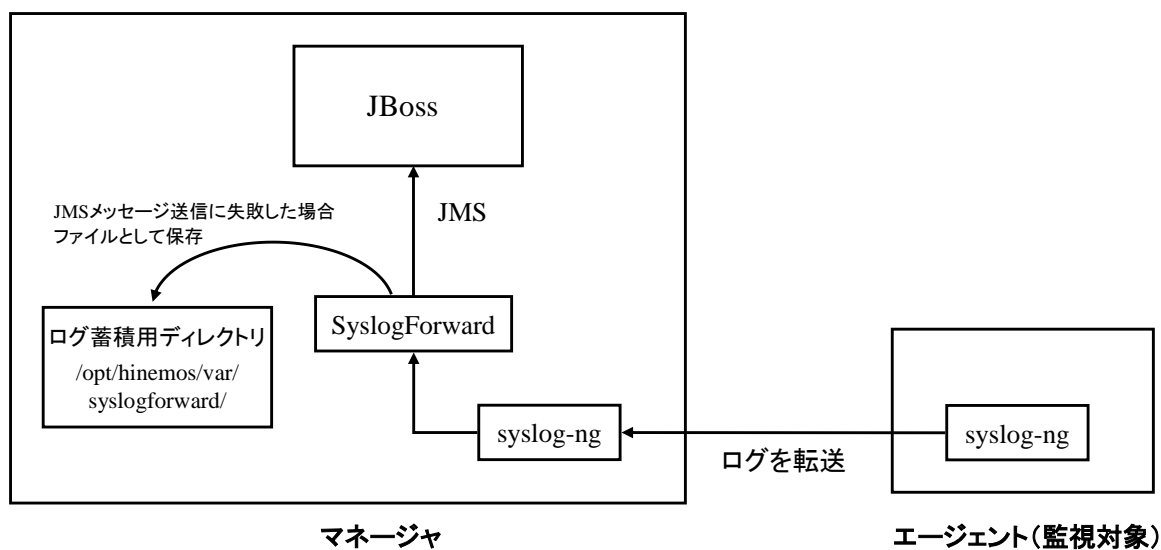 JBoss
JMSメッセージ送信に失敗した場合
ファイルとして保存
JMS
ログ蓄積用ディレクトリ
/opt/hinemos/var/
syslogforward/
SyslogForward
syslog-ng
ログを転送
syslog-ng
マネージャ
エージェント（監視対象）